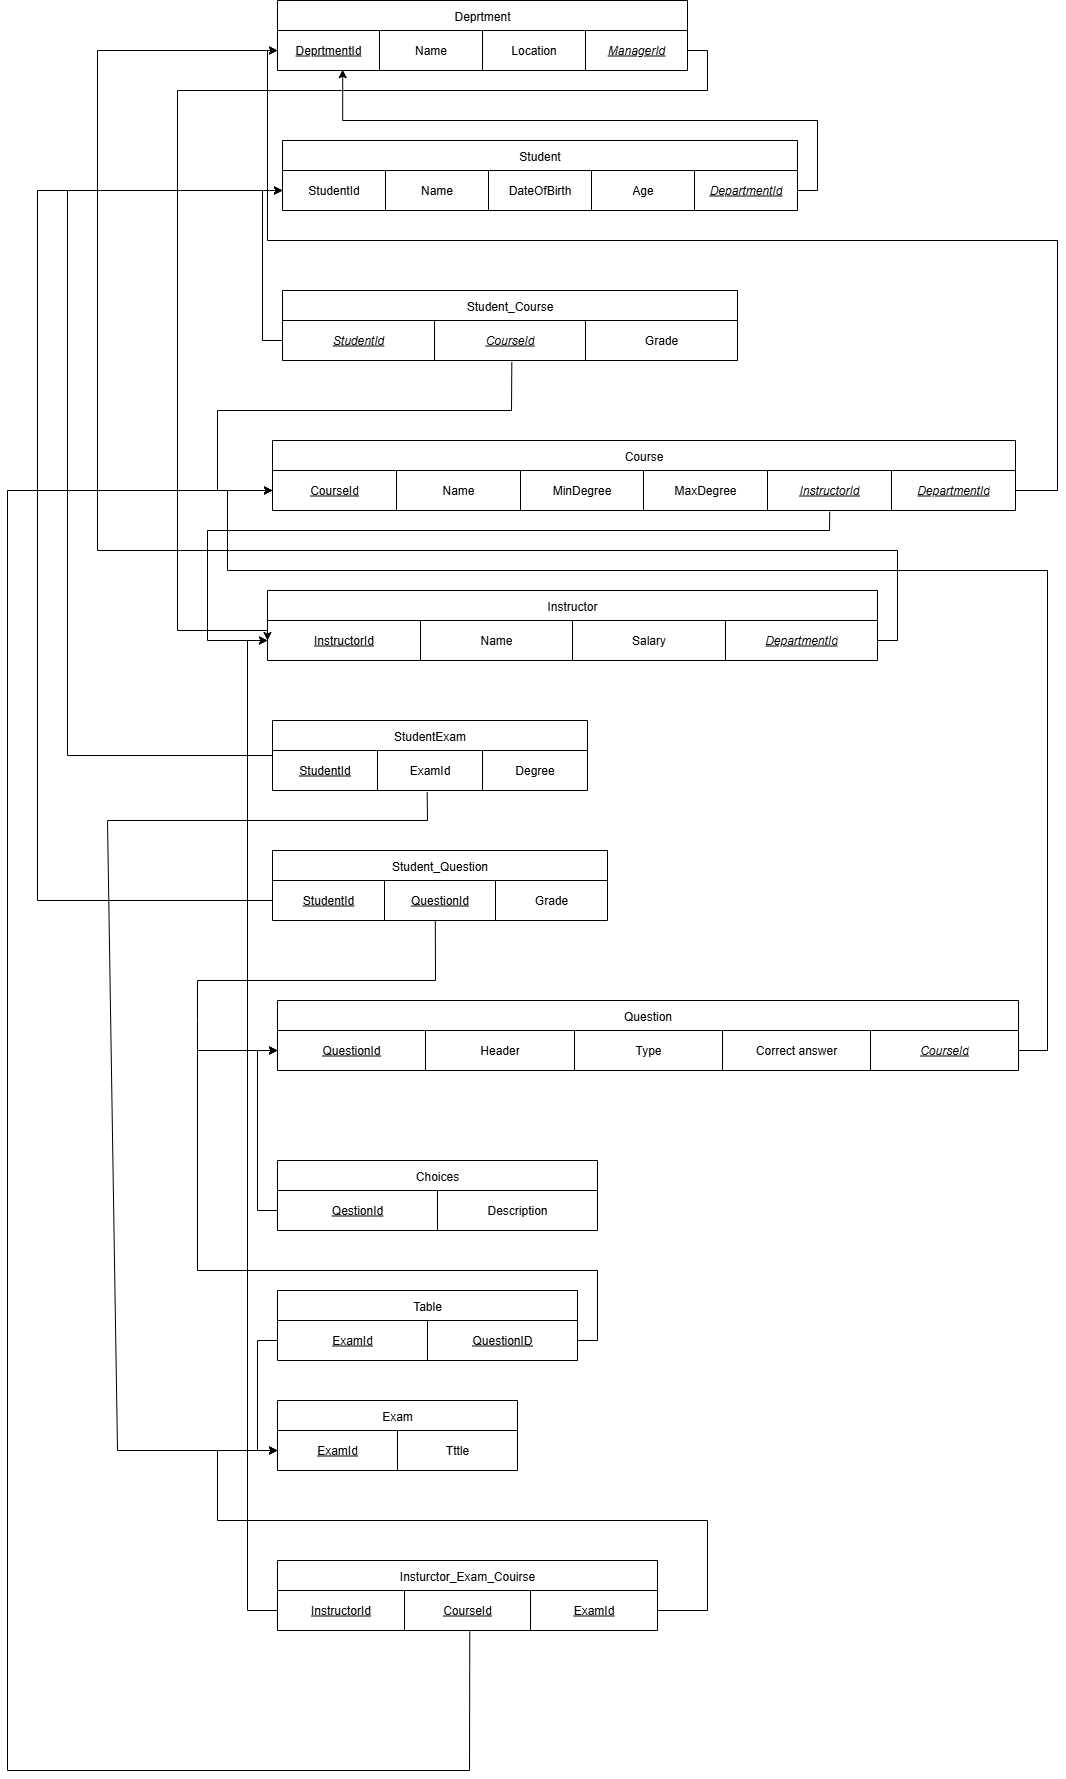 Deprtment
DeprtmentId Name Location ManagerId
Student
StudentId Name DateOfBirth Age DepartmentId
Student_Course
StudentId CourseId Grade
Course
CourseId Name MinDegree MaxDegree InstructorId DepartmentId
Instructor
InstructorId Name Salary DepartmentId
StudentExam
StudentId ExamId Degree
Student_Question
StudentId QuestionId Grade
Question
QuestionId Header Type Correct answer CourseId
Choices
QestionId Description
Table
ExamId QuestionID
Exam
ExamId Tttle
Insturctor_Exam_Couirse
InstructorId CourseId ExamId